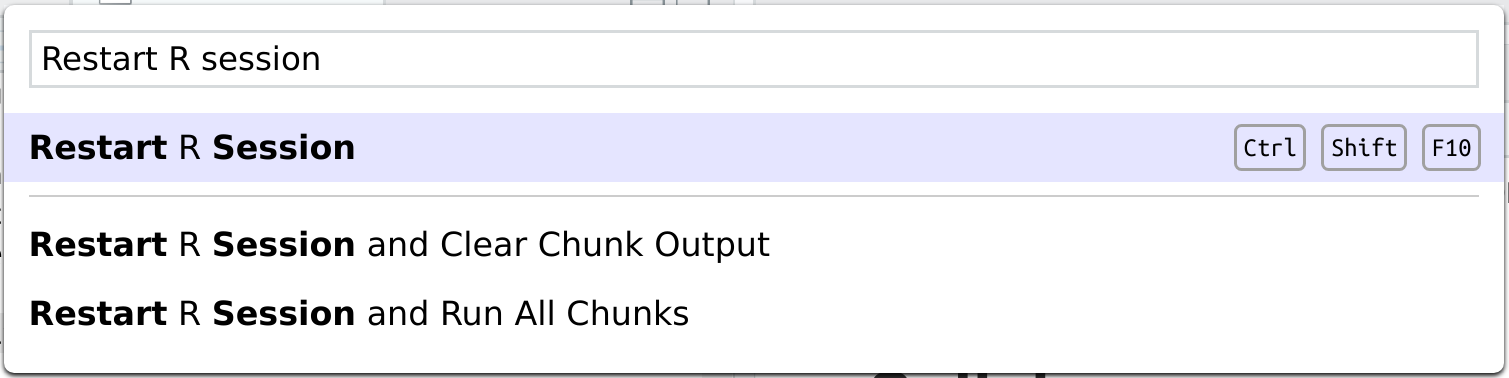 Restart R session
Restart R Session Ctrl Shift F10
Restart R Session and Clear Chunk Output
Restart R Session and Run All Chunks